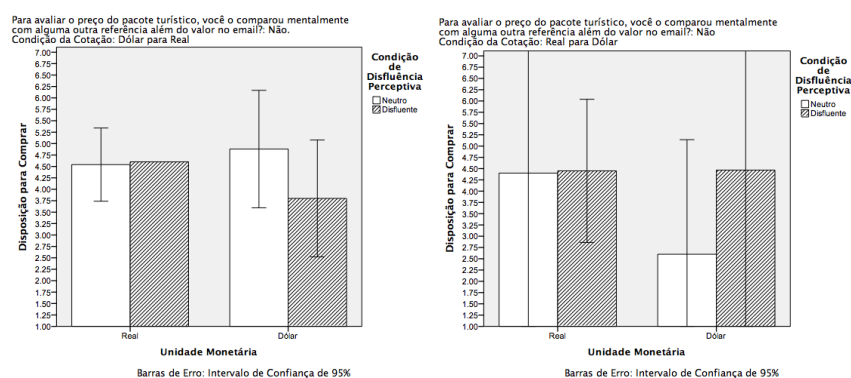 Para avaliar o preço do pacote turístico, você o comparou mentalmente
com alguma outra referência além do valor no email?: Não.
Condição da Cotação: Dólar para Real
7.00
6.75
6.50
6.25
6.00
5.75
5.50
5.25
5.00
4.75
4.50
4.25
4.00
3.75
3.50
3.25
3.00
2.75
2.50
2.25
2.00
1.75
1.50
1.25
1.00
Disposição para Comprar
Real
Dólar
Unidade Monetária
Condição
de
Disfluência
Perceptiva
Neutro
Disfluente
Barras de Erro: Intervalo de Confiança de 95%
Para avaliar o preço do pacote turístico, você o comparou mentalmente
com alguma outra referência além do valor no email?: Não
Condição da Cotação: Real para Dólar
7.00
6.75
6.50
6.25
6.00
5.75
5.50
5.25
5.00
4.75
4.50
4.25
4.00
3.75
3.50
3.25
3.00
2.75
2.50
2.25
2.00
1.75
1.50
1.25
1.00
Disposição para Comprar
Real
Dólar
Unidade Monetária
Condição
de
Disfluência
Perceptiva
Neutro
Disfluente
Barras de Erro: Intervalo de Confiança de 95%